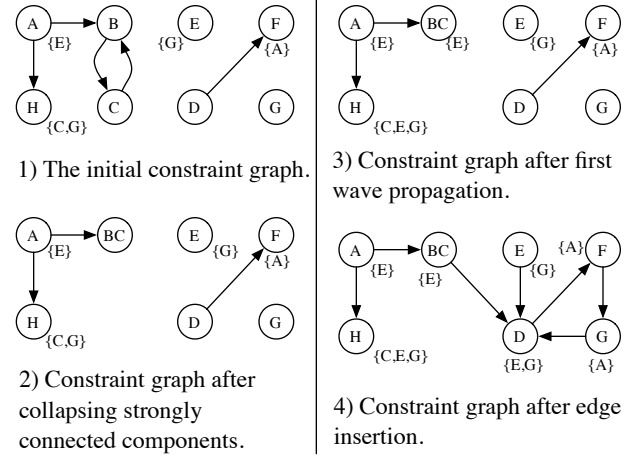 A
B
E
F
{E}
{G}
{A}
H
C
D
G
{C,G}
1) The initial constraint graph.
A
BC
E
F
{E}
{G}
{A}
H
D
G
{C,G}
2) Constraint graph after
collapsing strongly
connected components.
A
BC
E
F
{E}
{E}
{G}
{A}
H
D
G
{C,E,G}
3) Constraint graph after first
wave propagation.
A
BC
E
{A}
F
{E}
{E}
{G}
H
D
G
{C,E,G}
{E,G}
{A}
4) Constraint graph after edge
insertion.